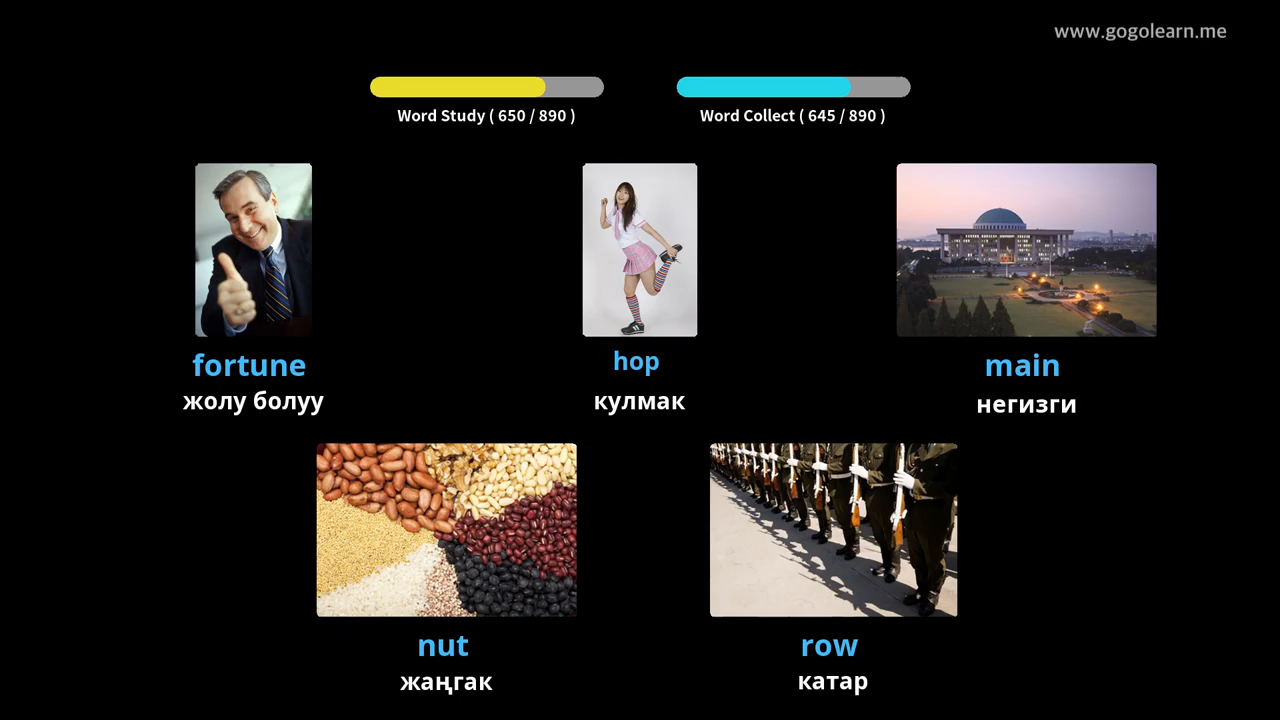 www.gogolearn.me
Word Study ( 650 / 890 )
Word Collect ( 645 / 890 )
fortune
жолу болуу
hop
кулмак
main
негизги
nut
жаңгак
row
катар